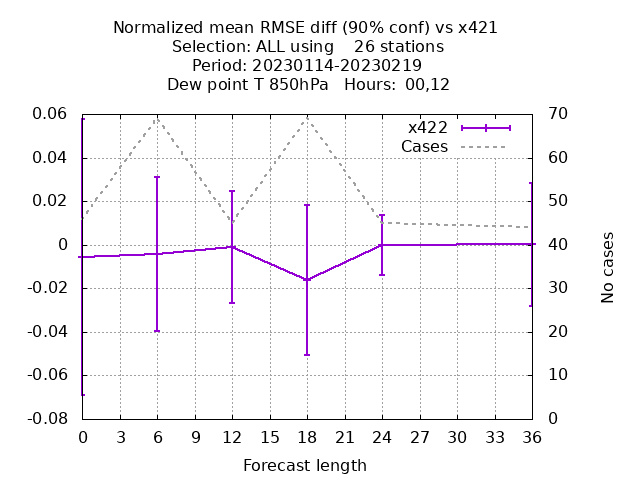 Normalized mean RMSE diff (90% conf) vs x421
Selection: ALL using    26 stations
Period: 20230114-20230219
Dew point T 850hPa   Hours:  00,12
x422
Cases
0.06
0.04
0.02
0
-0.02
-0.04
-0.06
-0.08
70
60
50
40
30
20
10
0
No cases
0 3 6 9 12 15 18 21 24 27 30 33 36
Forecast length